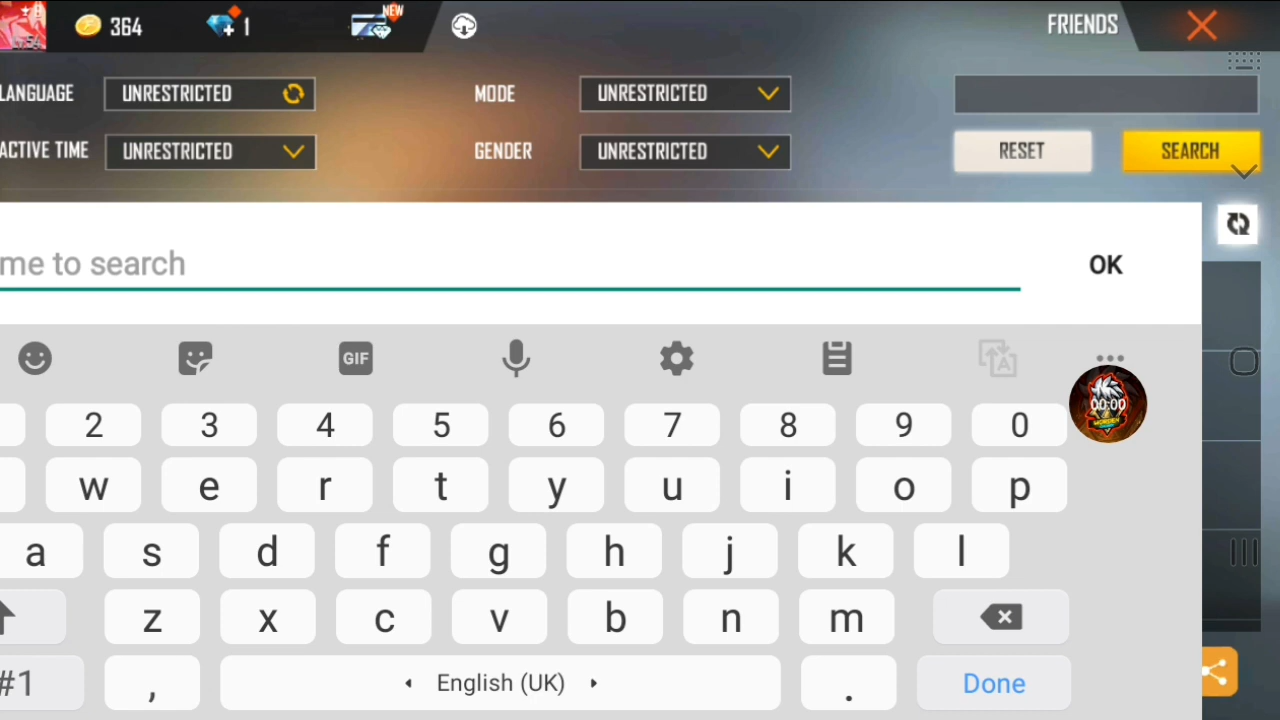 364
1
NEW
FRIENDS
LANGUAGE
UNRESTRICTED
MODE
UNRESTRICTED
ACTIVE TIME
UNRESTRICTED
GENDER
UNRESTRICTED
RESET
SEARCH
me to search
OK
GIF
A
00:00
2 3 4 5 6 7 8 9 0
w e r t y u i o p
a s d f g h j k l
z x c v b n m
#1
,
English (UK)
.
Done